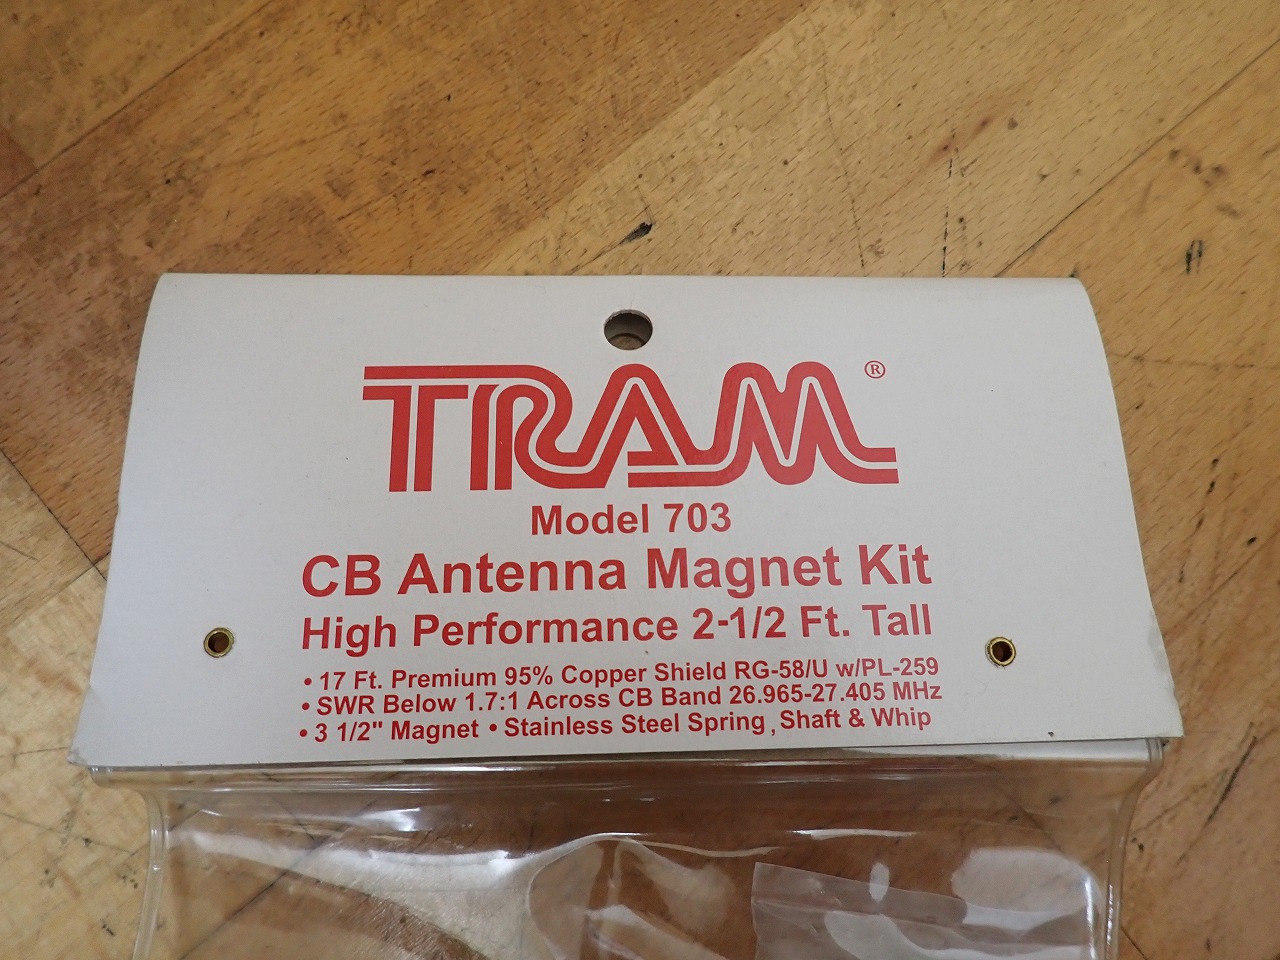 TRAM®
Model 703
CB Antenna Magnet Kit
High Performance 2-1/2 Ft. Tall
• 17 Ft. Premium 95% Copper Shield RG-58/U w/PL-259
• SWR Below 1.7:1 Across CB Band 26.965-27.405 MHz
• 3 1/2" Magnet • Stainless Steel Spring, Shaft & Whip